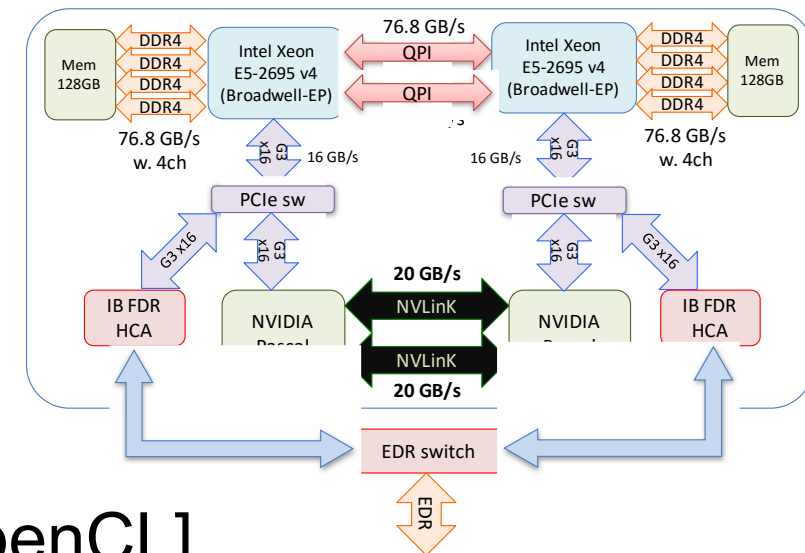 76.8 GB/s
DDR4
DDR4
DDR4
DDR4
Mem
128GB
Intel Xeon
E5-2695 v4
(Broadwell-EP)
QPI
QPI
Intel Xeon
E5-2695 v4
(Broadwell-EP)
DDR4
DDR4
DDR4
DDR4
Mem
128GB
76.8 GB/s
w. 4ch
G3
x16
16 GB/s
16 GB/s
G3
x16
76.8 GB/s
w. 4ch
PCIe sw
PCIe sw
G3 x16
G3
x16
G3
x16
G3 x16
20 GB/s
IB FDR
HCA
NVIDIA
NVLinK
NVIDIA
IB FDR
HCA
NVLinK
20 GB/s
EDR switch
EDR
penCL]